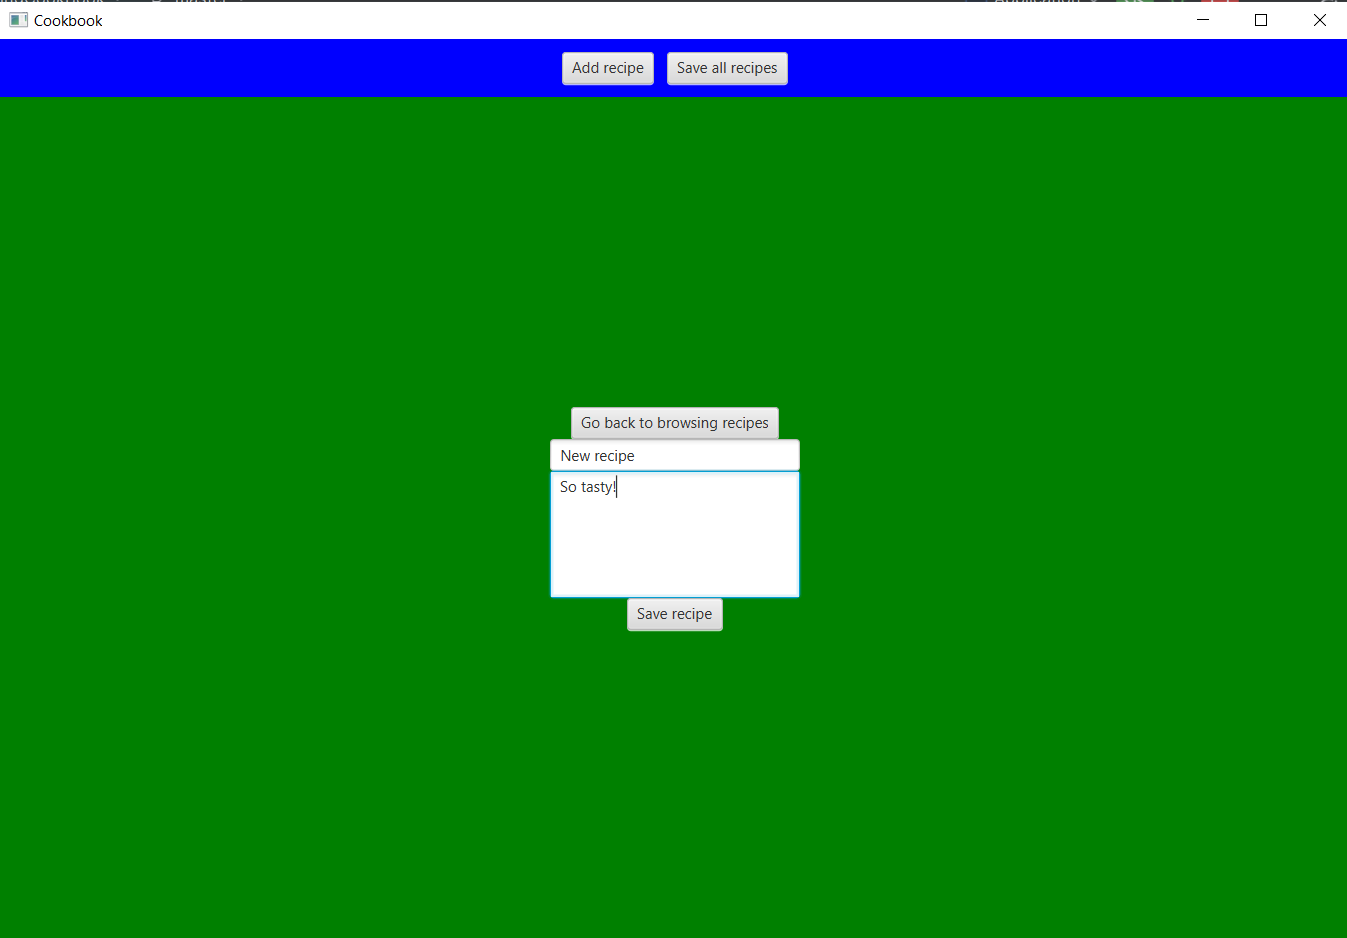 Cookbook
Add recipe Save all recipes
Go back to browsing recipes
New recipe
So tasty!
Save recipe